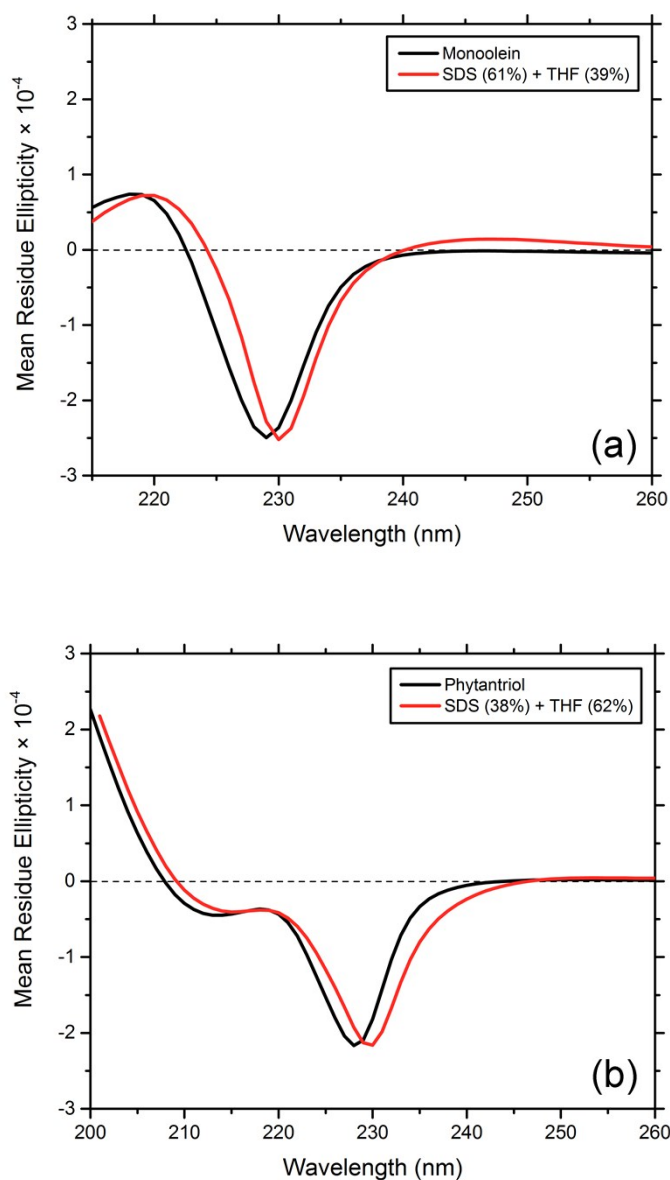 3
2
1
0
-1
-2
-3
Mean Residue Ellipticity × 10⁻⁴
Monoolein
SDS (61%) + THF (39%)
(a)
220 230 240 250 260
Wavelength (nm)
3
2
1
0
-1
-2
-3
Mean Residue Ellipticity × 10⁻⁴
Phytantriol
SDS (38%) + THF (62%)
(b)
200 210 220 230 240 250 260
Wavelength (nm)